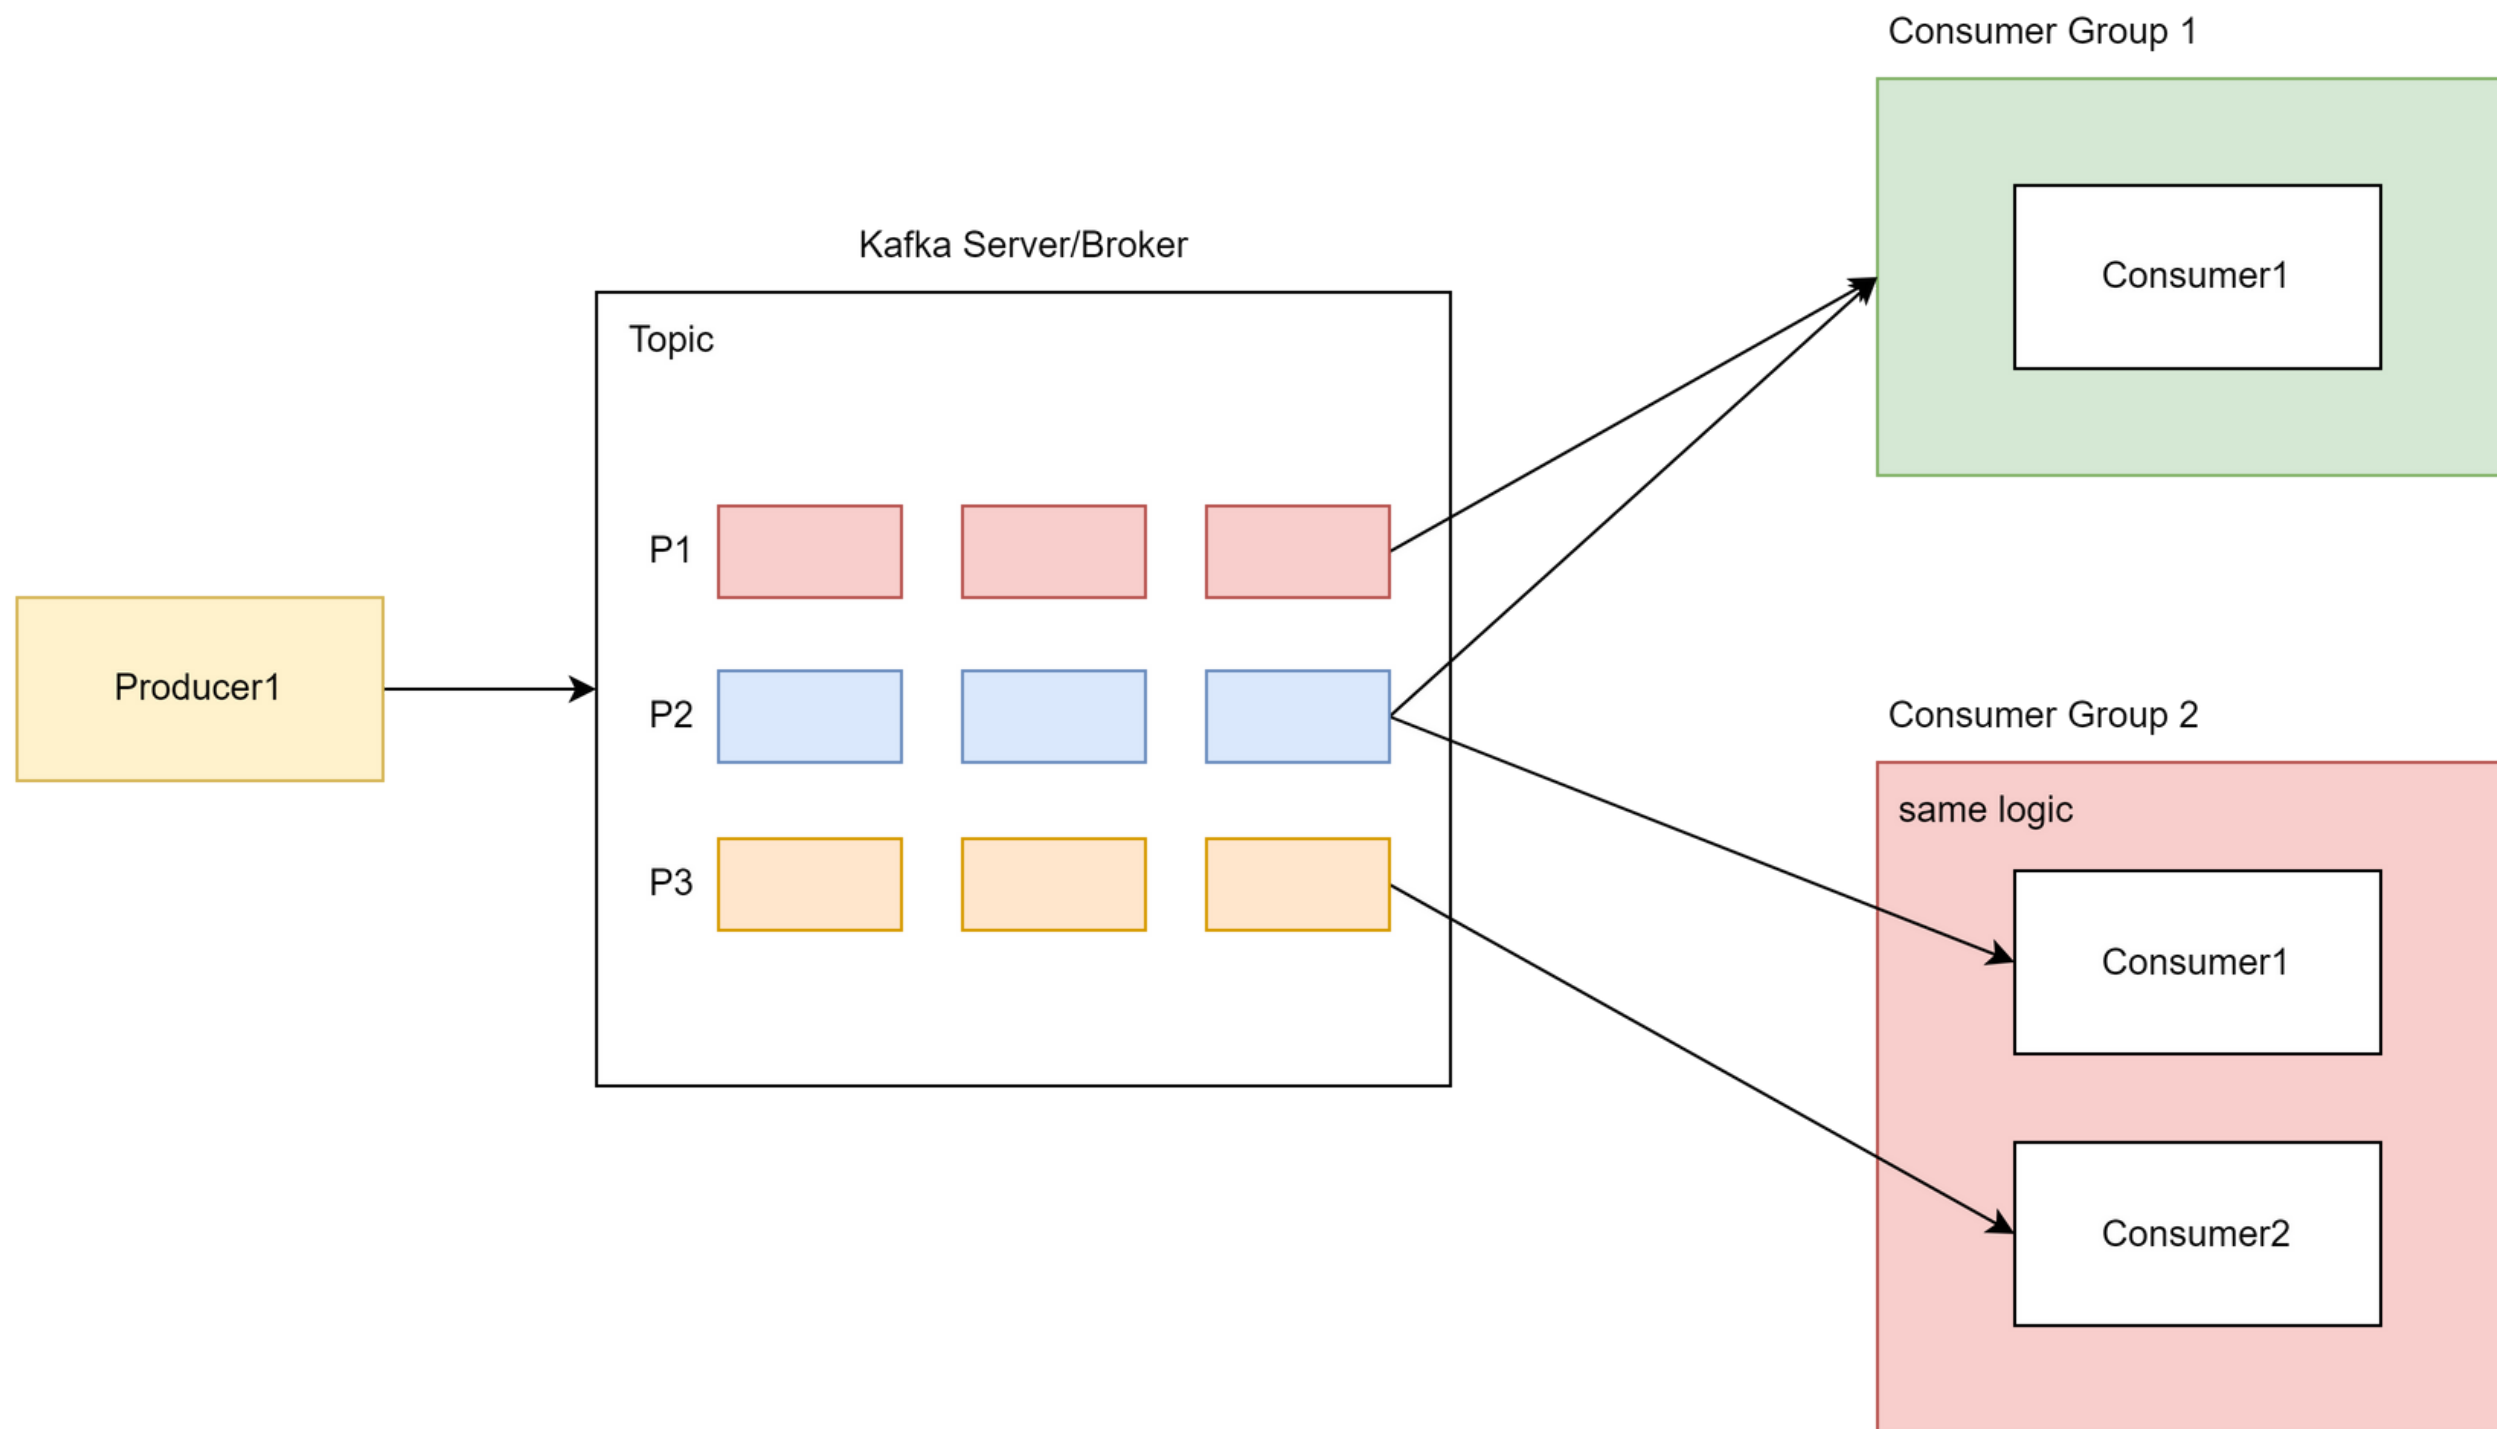 Consumer Group 1
Consumer1
Kafka Server/Broker
Topic
P1
P2
P3
Producer1
Consumer Group 2
same logic
Consumer1
Consumer2